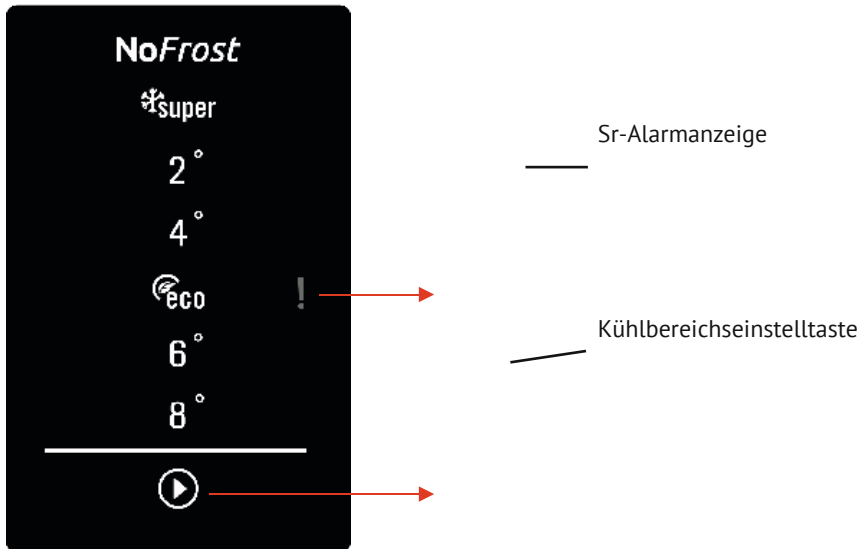 NoFrost
super
2°
4°
eco !
6°
8°
Sr-Alarmanzeige
Kühlbereichseinstelltaste